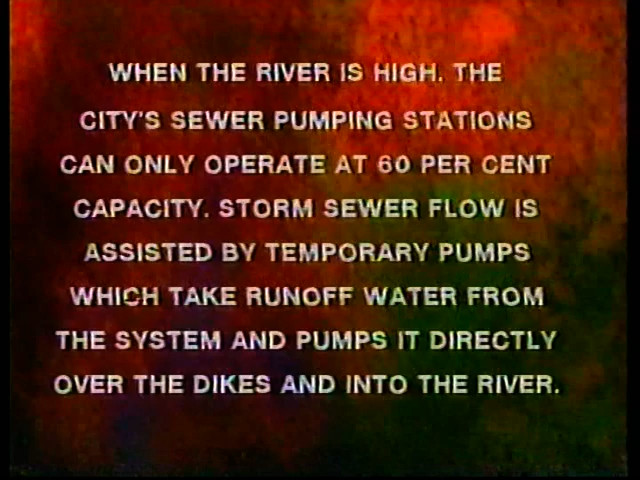 WHEN THE RIVER IS HIGH. THE
CITY'S SEWER PUMPING STATIONS
CAN ONLY OPERATE AT 60 PER CENT
CAPACITY. STORM SEWER FLOW IS
ASSISTED BY TEMPORARY PUMPS
WHICH TAKE RUNOFF WATER FROM
THE SYSTEM AND PUMPS IT DIRECTLY
OVER THE DIKES AND INTO THE RIVER.